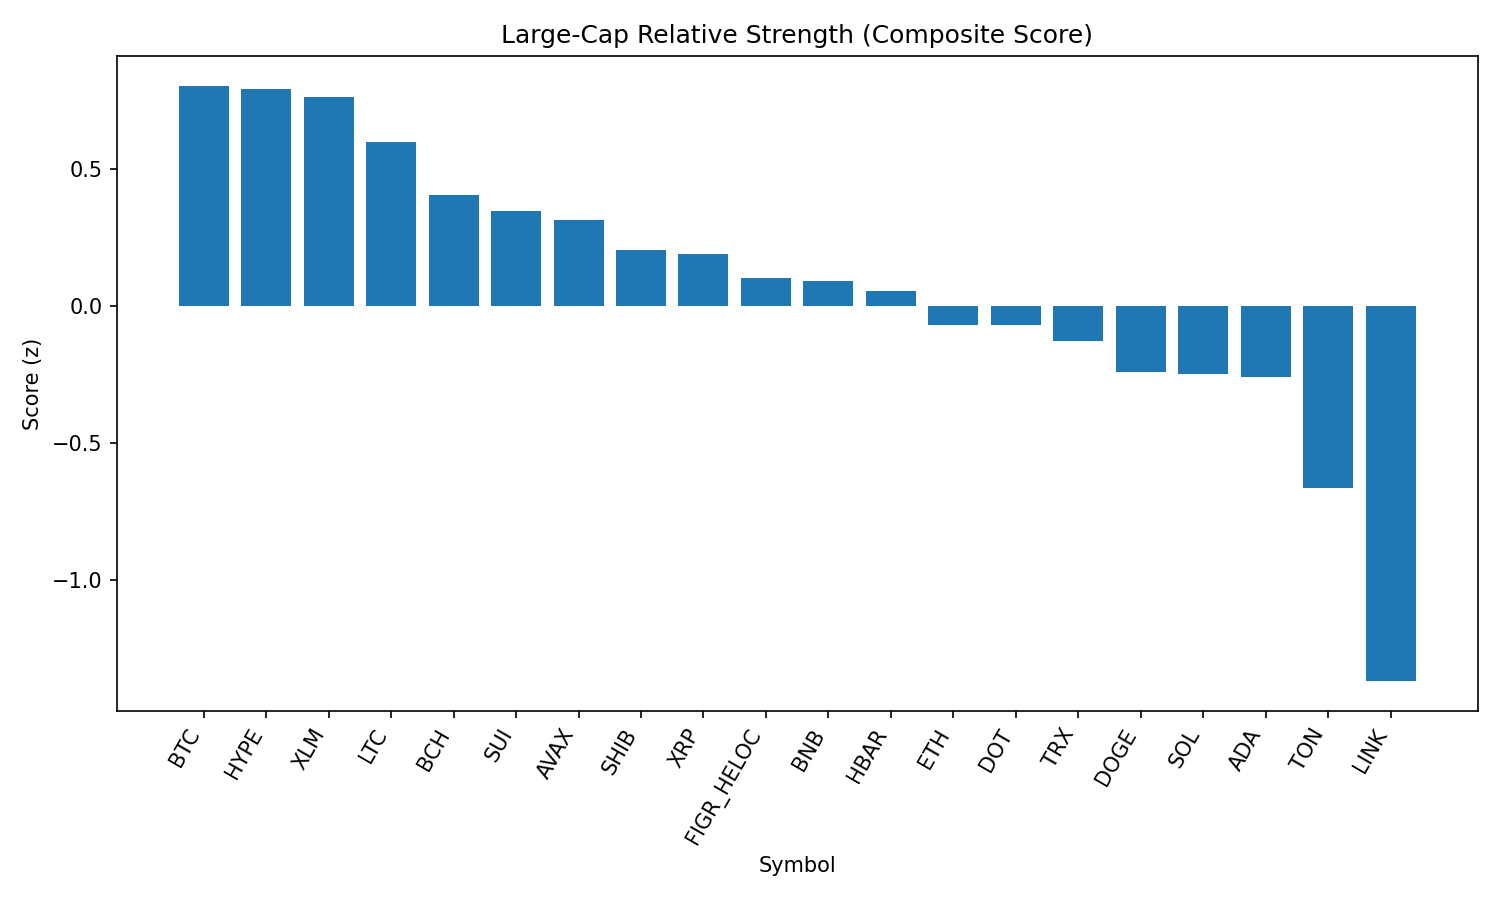 Large-Cap Relative Strength (Composite Score)
0.5
0.0
−0.5
−1.0
Score (z)
BTC
HYPE
XLM
LTC
BCH
SUI
AVAX
SHIB
XRP
FIGR_HELOC
BNB
HBAR
ETH
DOT
TRX
DOGE
SOL
ADA
TON
LINK
Symbol